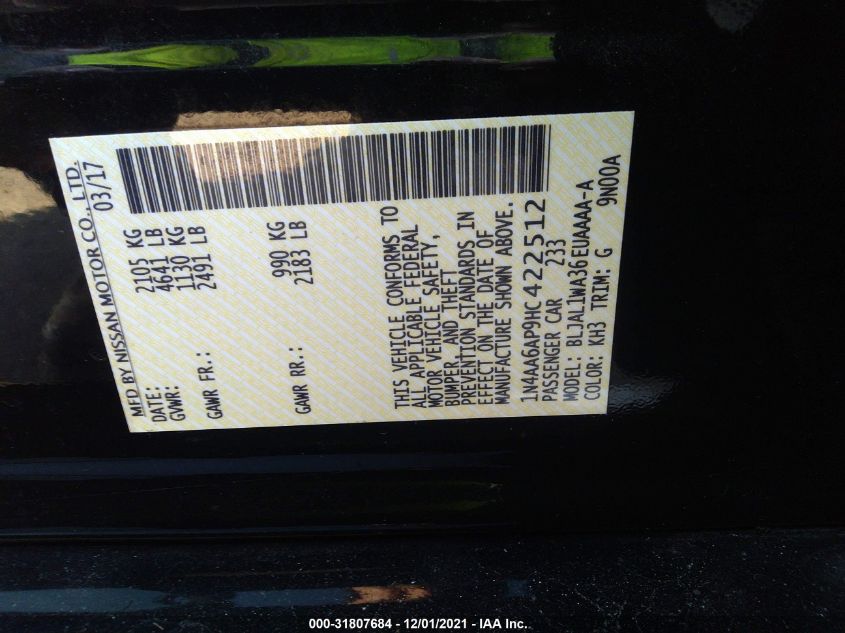 MFD BY NISSAN MOTOR CO., LTD.
DATE: 03/17
GVWR: 2105 KG
4641 LB
GAWR FR.: 1130 KG
2491 LB
GAWR RR.: 990 KG
2183 LB
THIS VEHICLE CONFORMS TO
ALL APPLICABLE FEDERAL
MOTOR VEHICLE SAFETY,
BUMPER, AND THEFT
PREVENTION STANDARDS IN
EFFECT ON THE DATE OF
MANUFACTURE SHOWN ABOVE.
1N4AA6AP9HC422512
PASSENGER CAR 233
MODEL: BLJAL1WA36EUAAAA-A
COLOR: KH3 TRIM: G 9N00A
000-31807684 - 12/01/2021 - IAA Inc.